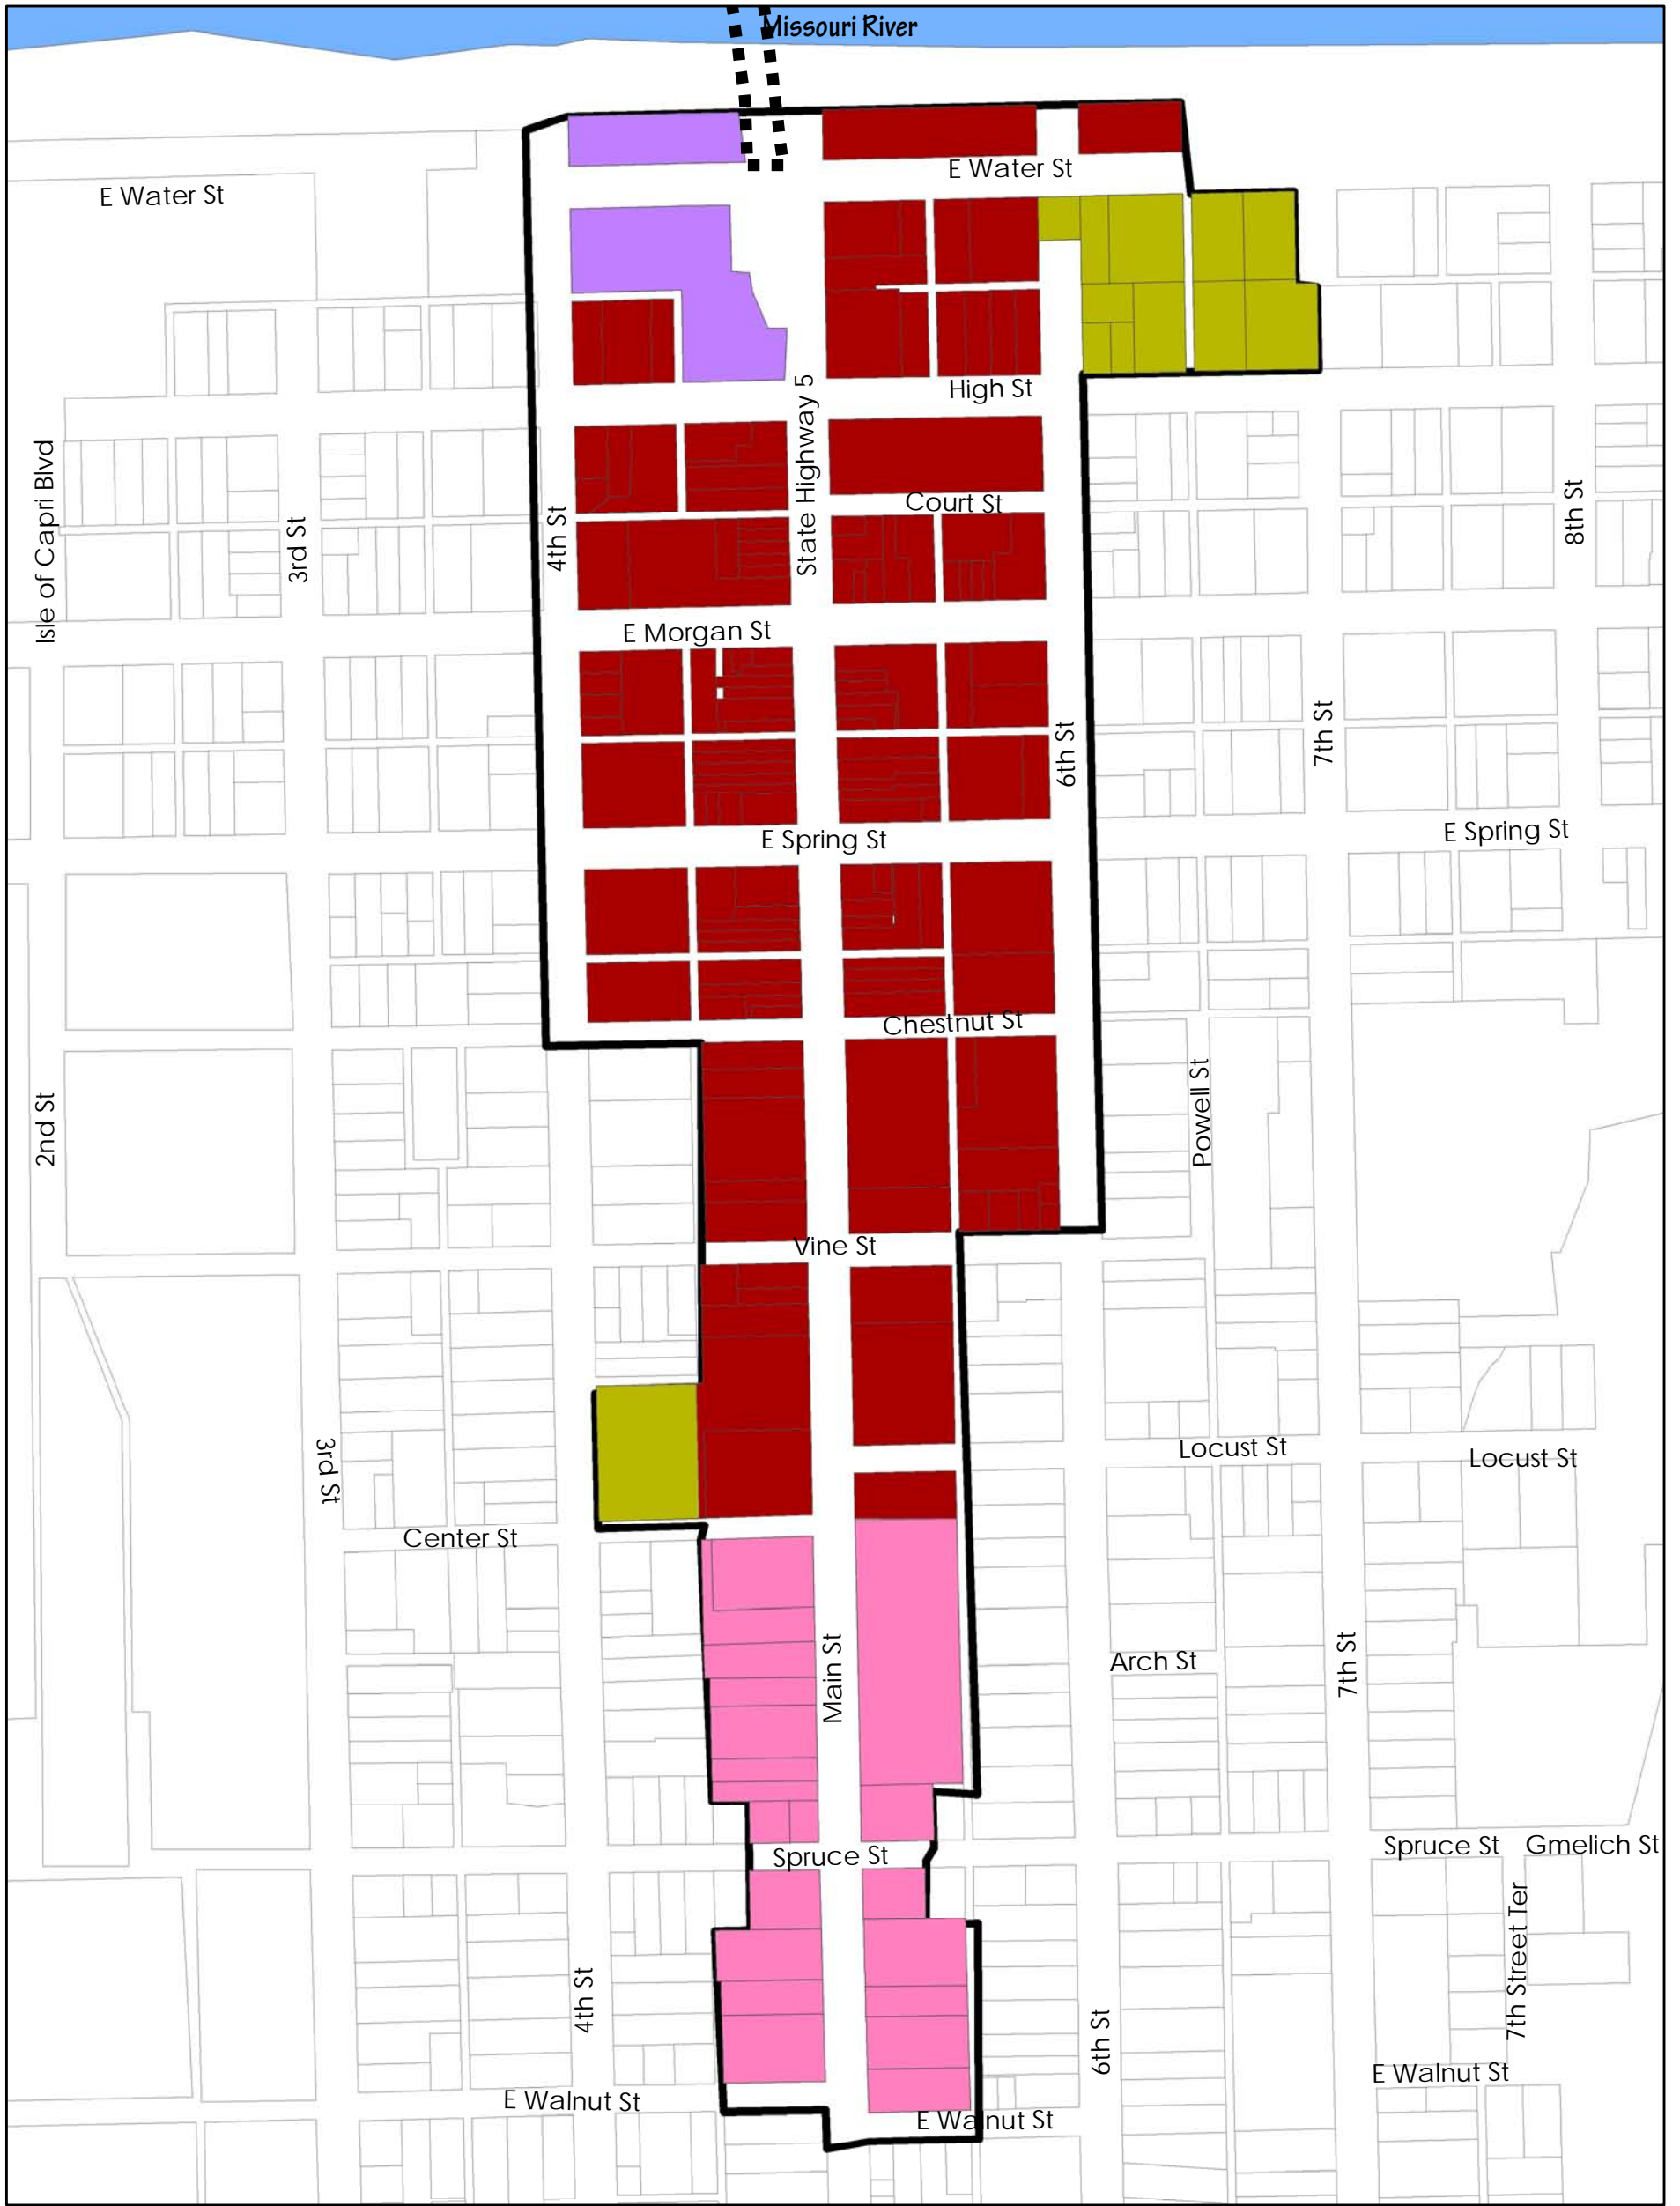 Missouri River
E Water St
E Water St
High St
State Highway 5
Isle of Capri Blvd
3rd St
4th St
Court St
8th St
E Morgan St
6th St
7th St
E Spring St
E Spring St
Chestnut St
2nd St
Powell St
Vine St
3rd St
Locust St
Locust St
Center St
Main St
Arch St
7th St
Spruce St
Spruce St
Gmelich St
4th St
6th St
7th Street Ter
E Walnut St
E Walnut St
E Walnut St